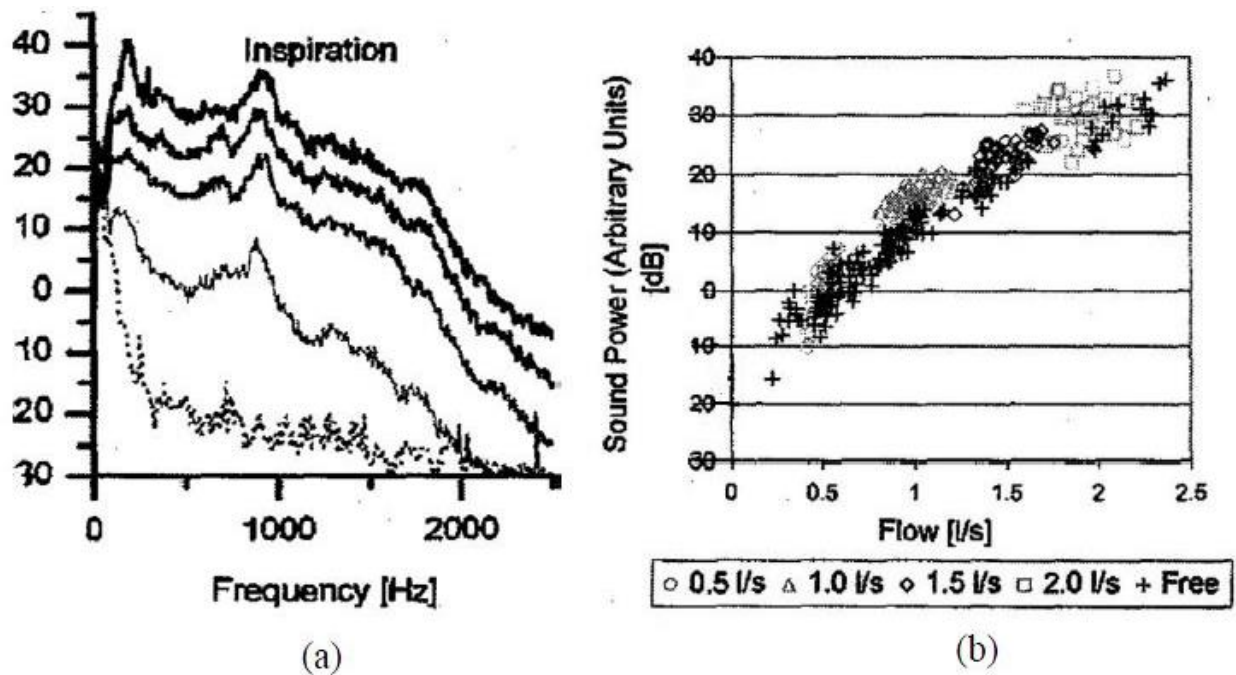 40
30
20
10
0
10
20
30
Inspiration
0 1000 2000
Frequency [Hz]
(a)
Sound Power (Arbitrary Units)
[dB]
40
30
20
10
0
10
20
30
0 0.5 1 1.5 2 2.5
Flow [l/s]
0.5 l/s 1.0 l/s 1.5 l/s 2.0 l/s Free
(b)